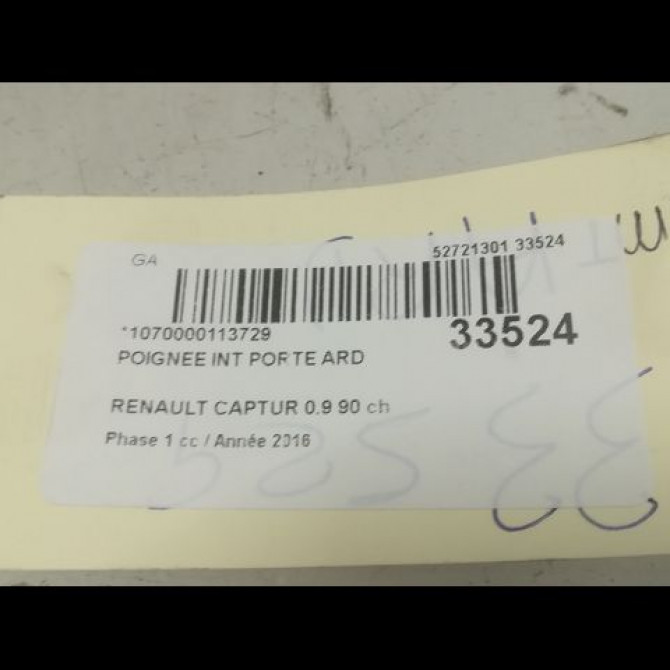 GA
52721301 33524
*1070000113729
33524
POIGNEE INT PORTE ARD
RENAULT CAPTUR 0.9 90 ch
Phase 1 cc / Année 2016
33524